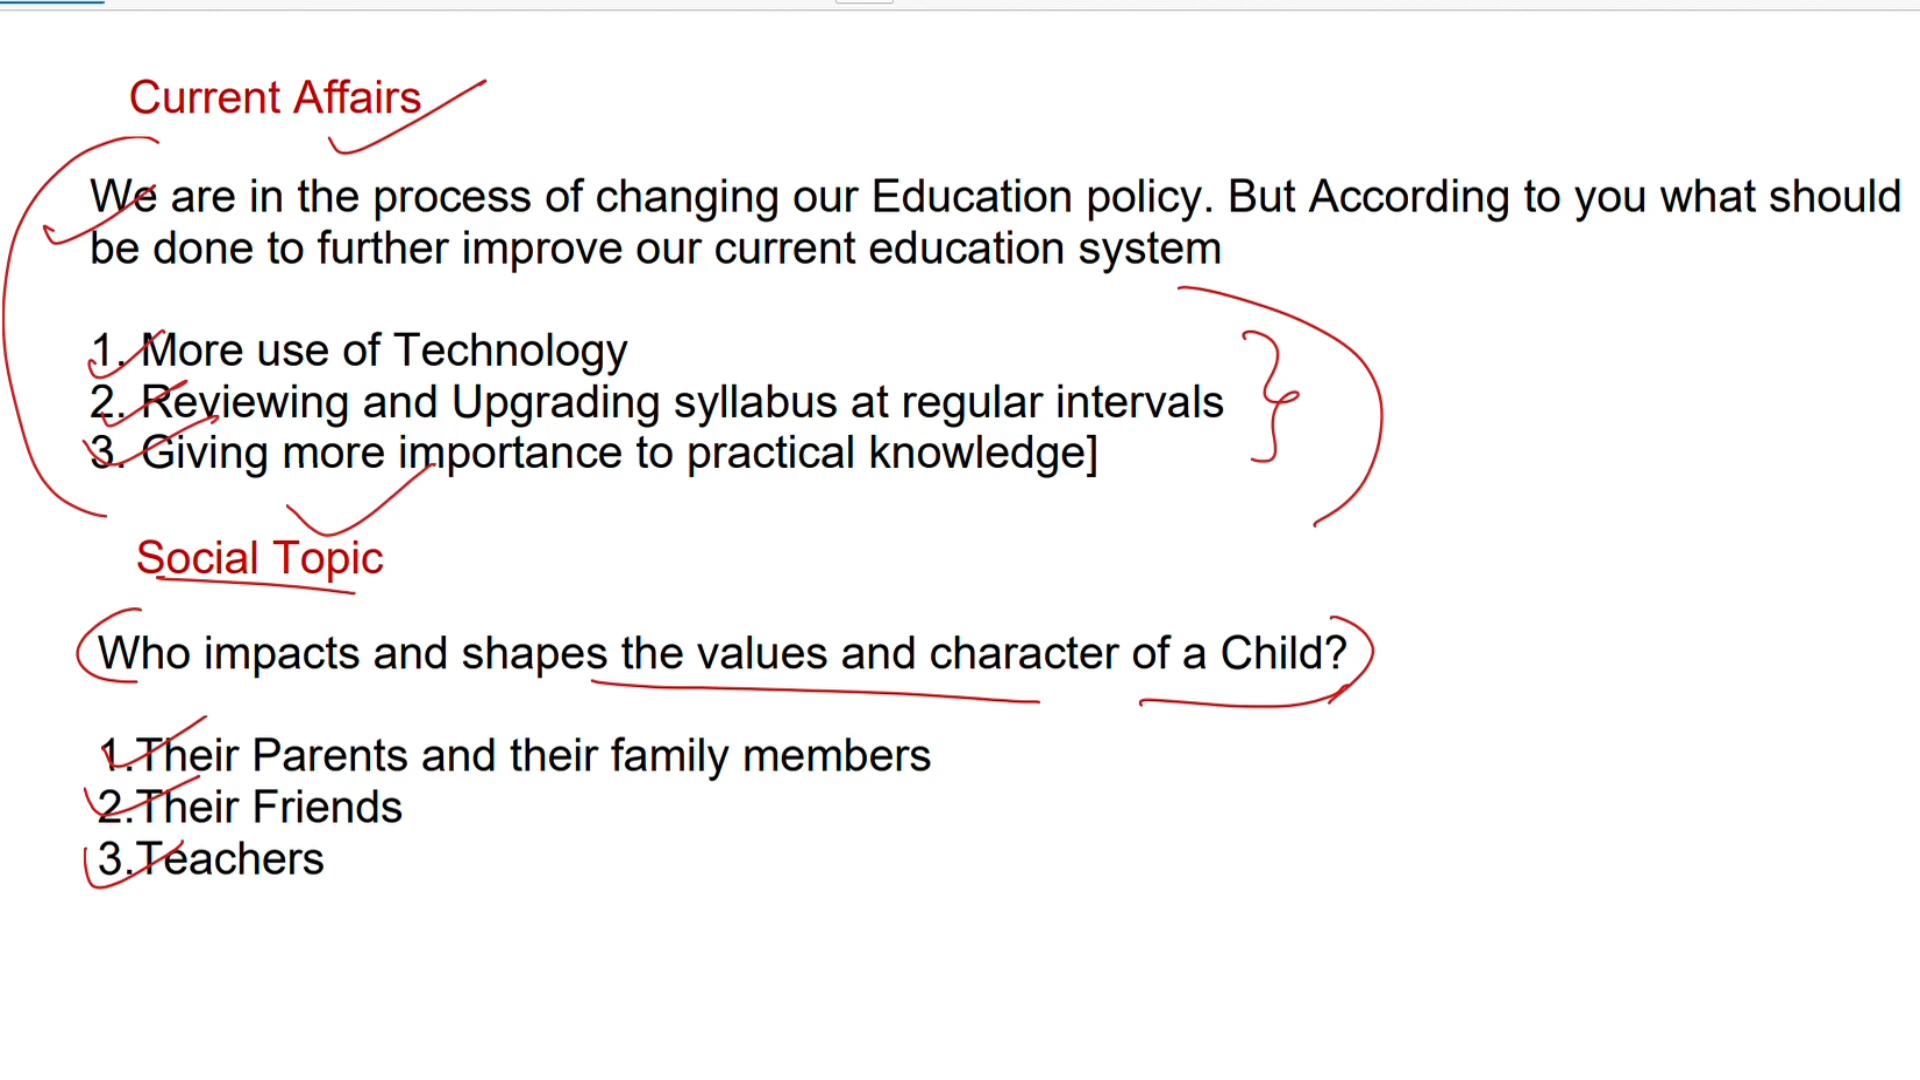 Current Affairs
We are in the process of changing our Education policy. But According to you what should
be done to further improve our current education system
1. More use of Technology
2. Reviewing and Upgrading syllabus at regular intervals
3. Giving more importance to practical knowledge]
Social Topic
Who impacts and shapes the values and character of a Child?
1.Their Parents and their family members
2.Their Friends
3.Teachers